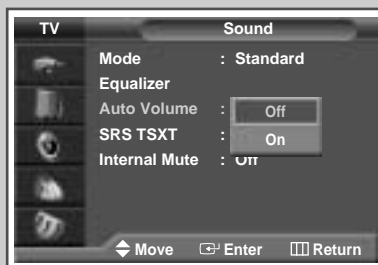 TV Sound
Mode : Standard
Equalizer
Auto Volume : Off
SRS TSXT : On
Internal Mute : Off
Move Enter Return